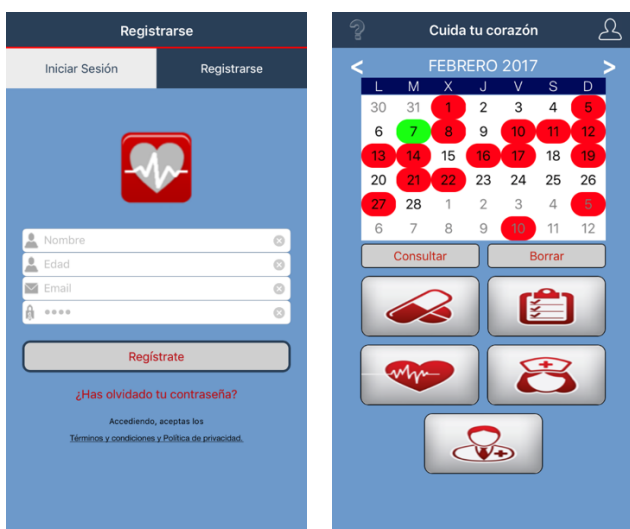 Registrarse
Iniciar Sesión Registrarse
Nombre
Edad
Email
Regístrate
¿Has olvidado tu contraseña?
Accediendo, aceptas los
Términos y condiciones y Política de privacidad.
? Cuida tu corazón
< FEBRERO 2017 >
L M X J V S D
30 31 1 2 3 4 5
6 7 8 9 10 11 12
13 14 15 16 17 18 19
20 21 22 23 24 25 26
27 28 1 2 3 4 5
6 7 8 9 10 11 12
Consultar Borrar